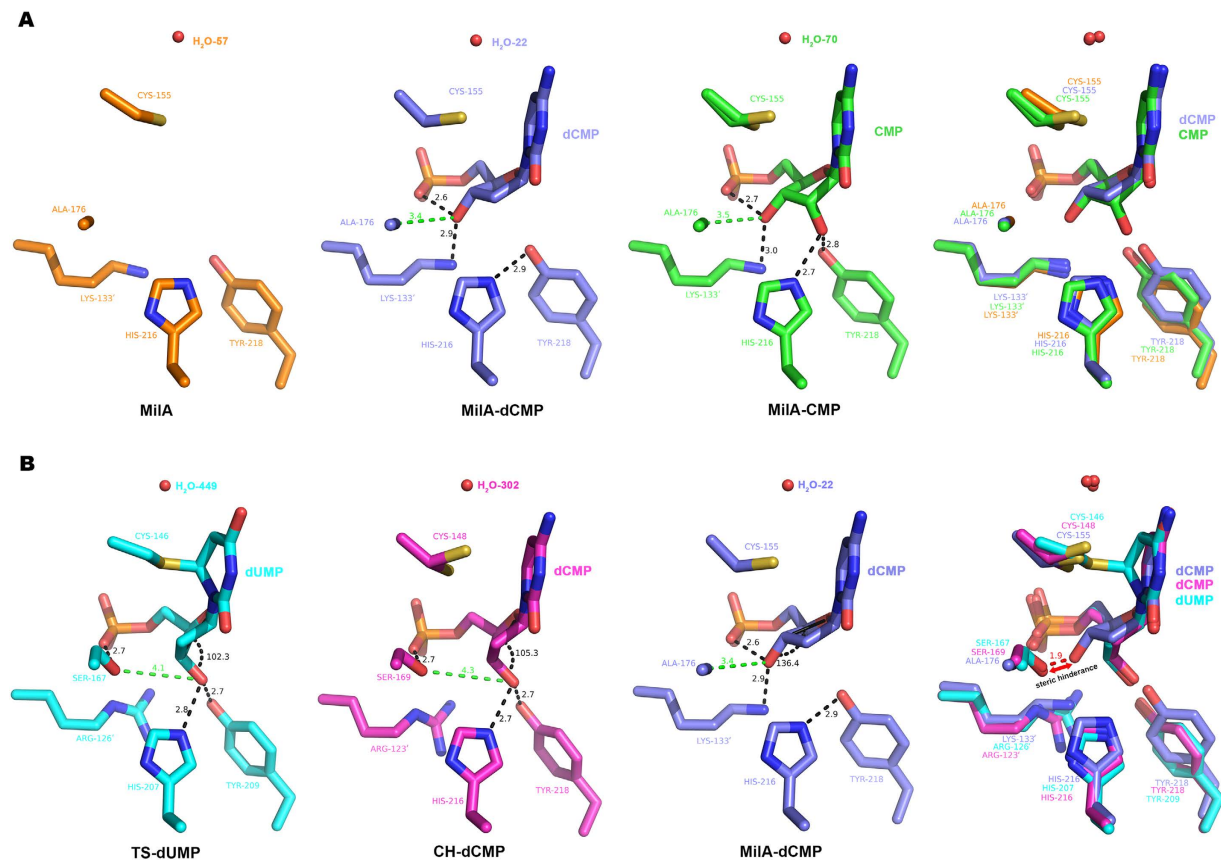 A
H2O-57
CYS-155
ALA-176
LYS-133'
HIS-216
TYR-218
MilA
H2O-22
CYS-155
dCMP
2.6
ALA-176
3.4
2.9
2.9
LYS-133'
HIS-216
TYR-218
MilA-dCMP
H2O-70
CYS-155
CMP
2.7
ALA-176
3.5
3.0
2.8
2.7
LYS-133'
HIS-216
TYR-218
MilA-CMP
CYS-155
CYS-155
CYS-155
dCMP
CMP
ALA-176
ALA-176
ALA-176
LYS-133'
LYS-133'
LYS-133'
HIS-216
HIS-216
HIS-216
TYR-218
TYR-218
TYR-218
B
H2O-449
CYS-146
dUMP
2.7
102.3
SER-167
4.1
2.7
2.8
ARG-126'
HIS-207
TYR-209
TS-dUMP
H2O-302
CYS-148
dCMP
2.7
105.3
SER-169
4.3
2.7
2.7
ARG-123'
HIS-216
TYR-218
CH-dCMP
H2O-22
CYS-155
dCMP
2.6
136.4
ALA-176
3.4
2.9
2.9
LYS-133'
HIS-216
TYR-218
MilA-dCMP
CYS-146
CYS-148
CYS-155
dCMP
dCMP
dUMP
SER-167
SER-169
ALA-176
1.9
steric hinderance
LYS-133'
ARG-126'
ARG-123'
HIS-216
HIS-207
HIS-216
TYR-218
TYR-218
TYR-209